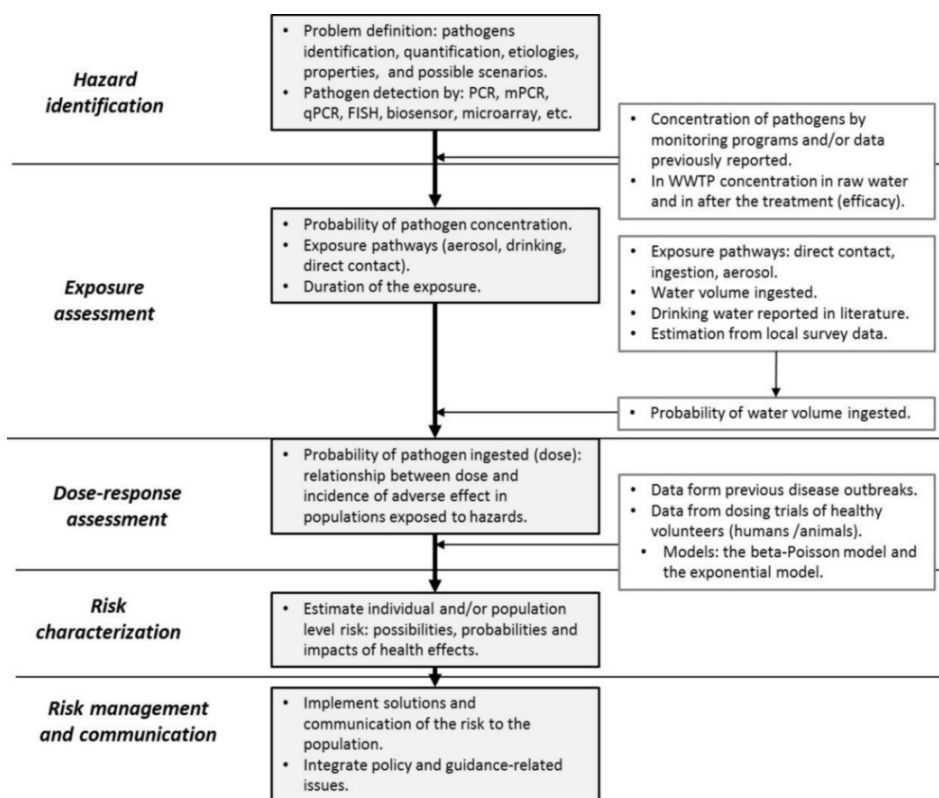 Hazard
identification
• Problem definition: pathogens
identification, quantification, etiologies,
properties, and possible scenarios.
• Pathogen detection by: PCR, mPCR,
qPCR, FISH, biosensor, microarray, etc.
• Concentration of pathogens by
monitoring programs and/or data
previously reported.
• In WWTP concentration in raw water
and in after the treatment (efficacy).
Exposure
assessment
• Probability of pathogen concentration.
• Exposure pathways (aerosol, drinking,
direct contact).
• Duration of the exposure.
• Exposure pathways: direct contact,
ingestion, aerosol.
• Water volume ingested.
• Drinking water reported in literature.
• Estimation from local survey data.
• Probability of water volume ingested.
Dose-response
assessment
• Probability of pathogen ingested (dose):
relationship between dose and
incidence of adverse effect in
populations exposed to hazards.
• Data form previous disease outbreaks.
• Data from dosing trials of healthy
volunteers (humans /animals).
• Models: the beta-Poisson model and
the exponential model.
Risk
characterization
• Estimate individual and/or population
level risk: possibilities, probabilities and
impacts of health effects.
Risk management
and communication
• Implement solutions and
communication of the risk to the
population.
• Integrate policy and guidance-related
issues.